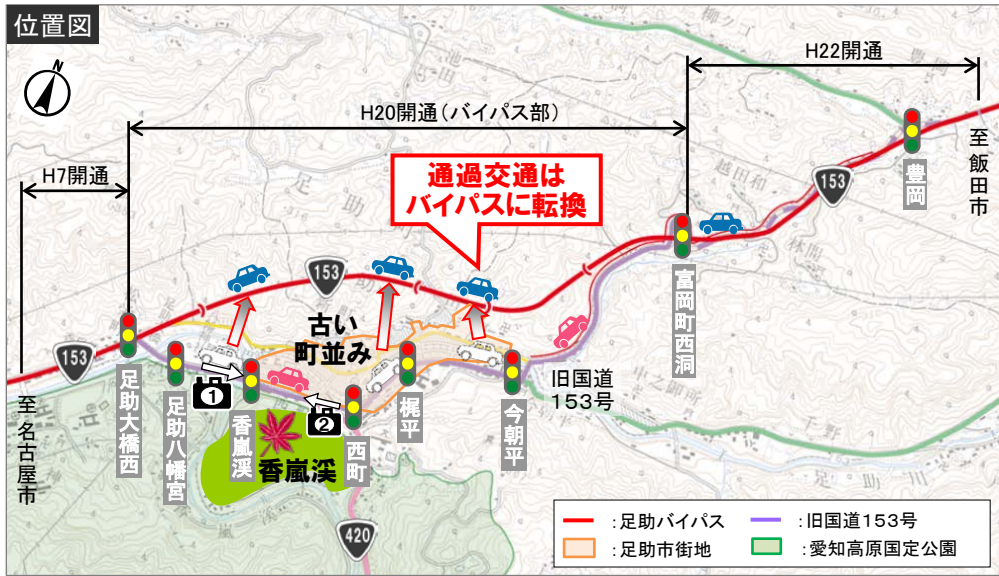 位置図
N
H22開通
H20開通(バイパス部)
H7開通
通過交通は
バイパスに転換
至飯田市
豊岡
153
153
153
富岡町西洞
古い
町並み
足助大橋西
足助八幡宮
1
香嵐渓
2
西町
梶平
今朝平
旧国道
153号
至名古屋市
香嵐渓
420
:足助バイパス
:旧国道153号
:足助市街地
:愛知高原国定公園